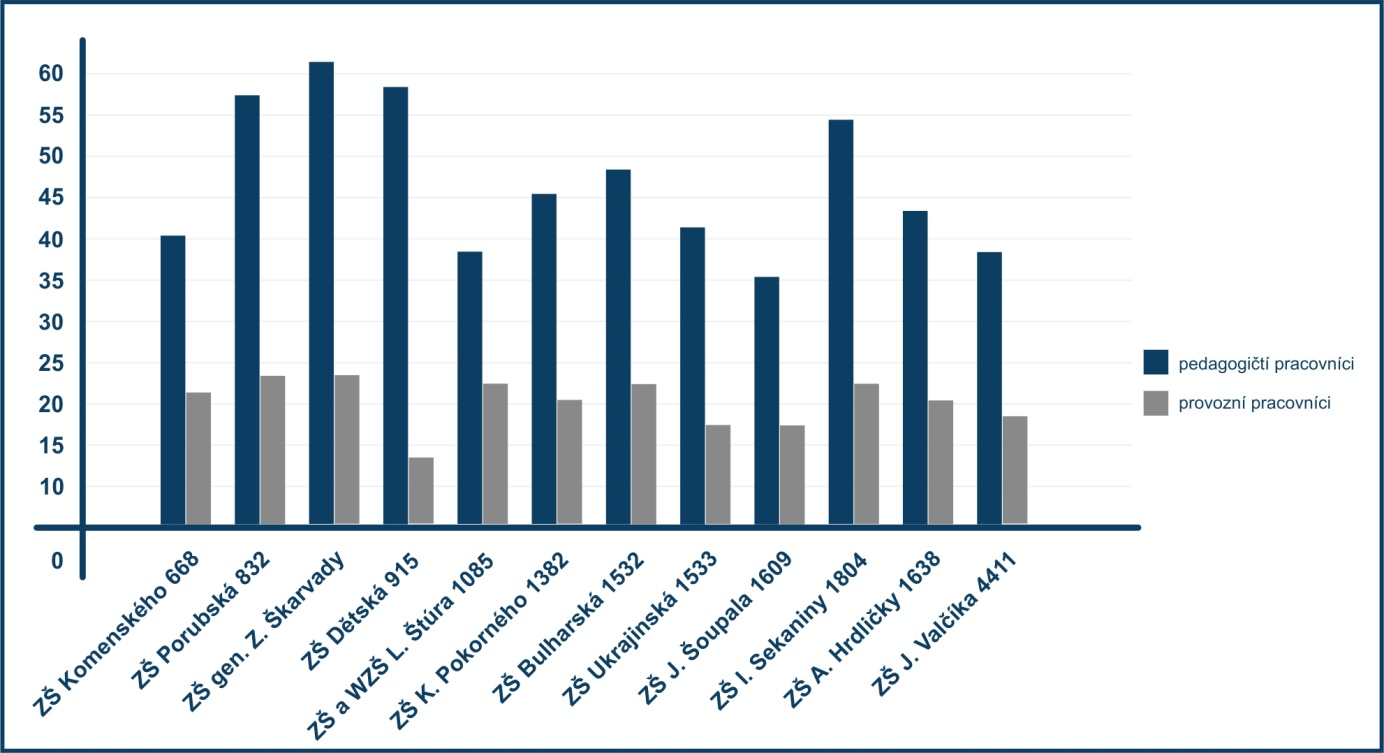 60
55
50
45
40
35
30
25
20
15
10
0
ZŠ Komenského 668
ZŠ Porubská 832
ZŠ gen. Z. Škarvady
ZŠ Dětská 915
ZŠ a WZŠ L. Štúra 1085
ZŠ K. Pokorného 1382
ZŠ Bulharská 1532
ZŠ Ukrajinská 1533
ZŠ J. Šoupala 1609
ZŠ I. Sekaniny 1804
ZŠ A. Hrdličky 1638
ZŠ J. Valčíka 4411
pedagogičtí pracovníci
provozní pracovníci